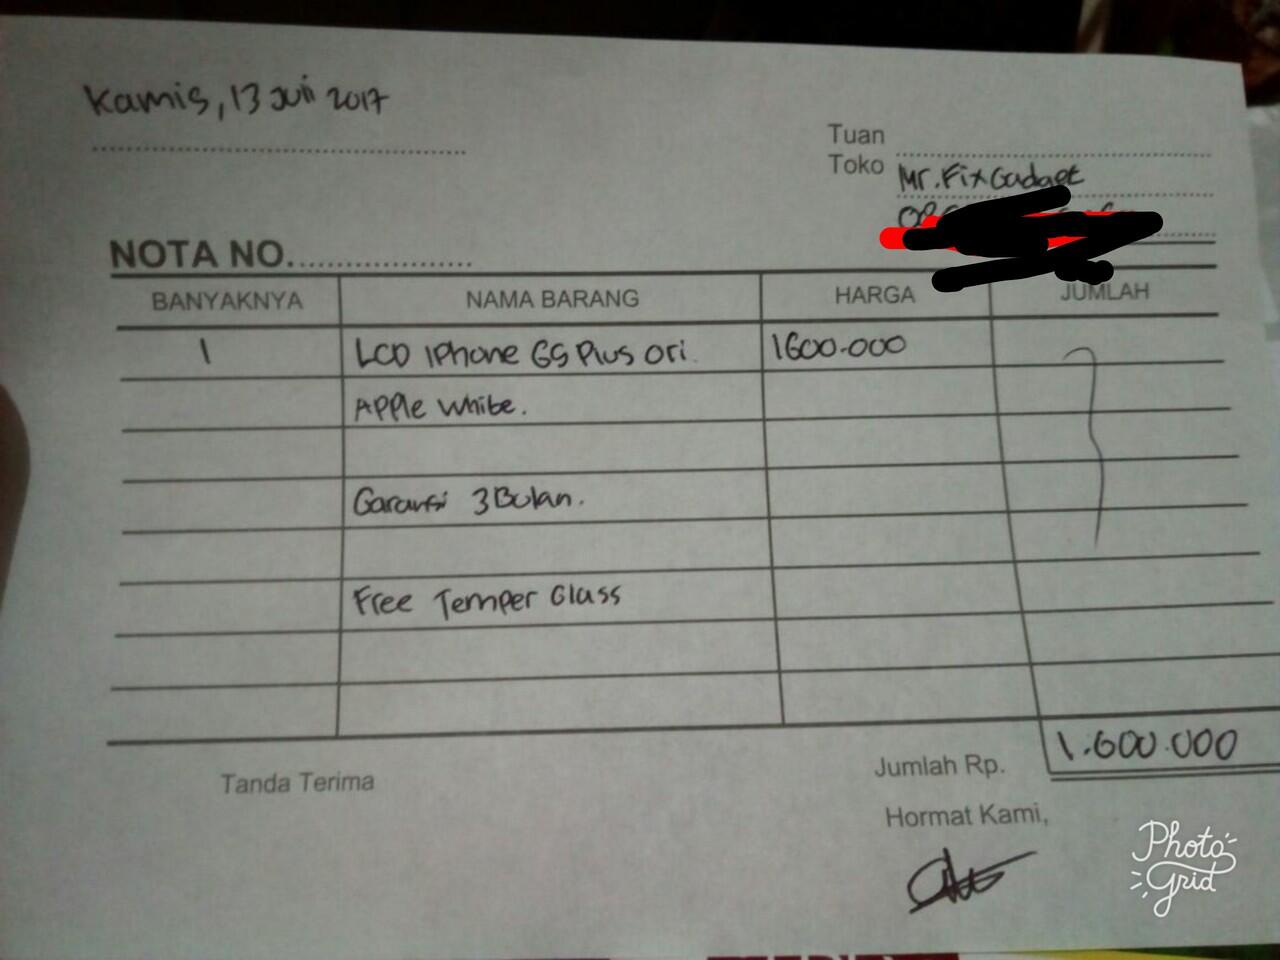 Kamis, 13 Juli 2017
Tuan
Toko
Mr. Fix Gadget
NOTA NO.
BANYAKNYA NAMA BARANG HARGA JUMLAH
1 LCD iphone 6S Plus ori. 1600.000
Apple White.
Garansi 3 Bulan.
Free Temper Glass
Jumlah Rp. 1.600.000
Tanda Terima
Hormat Kami,
Photo
Grid